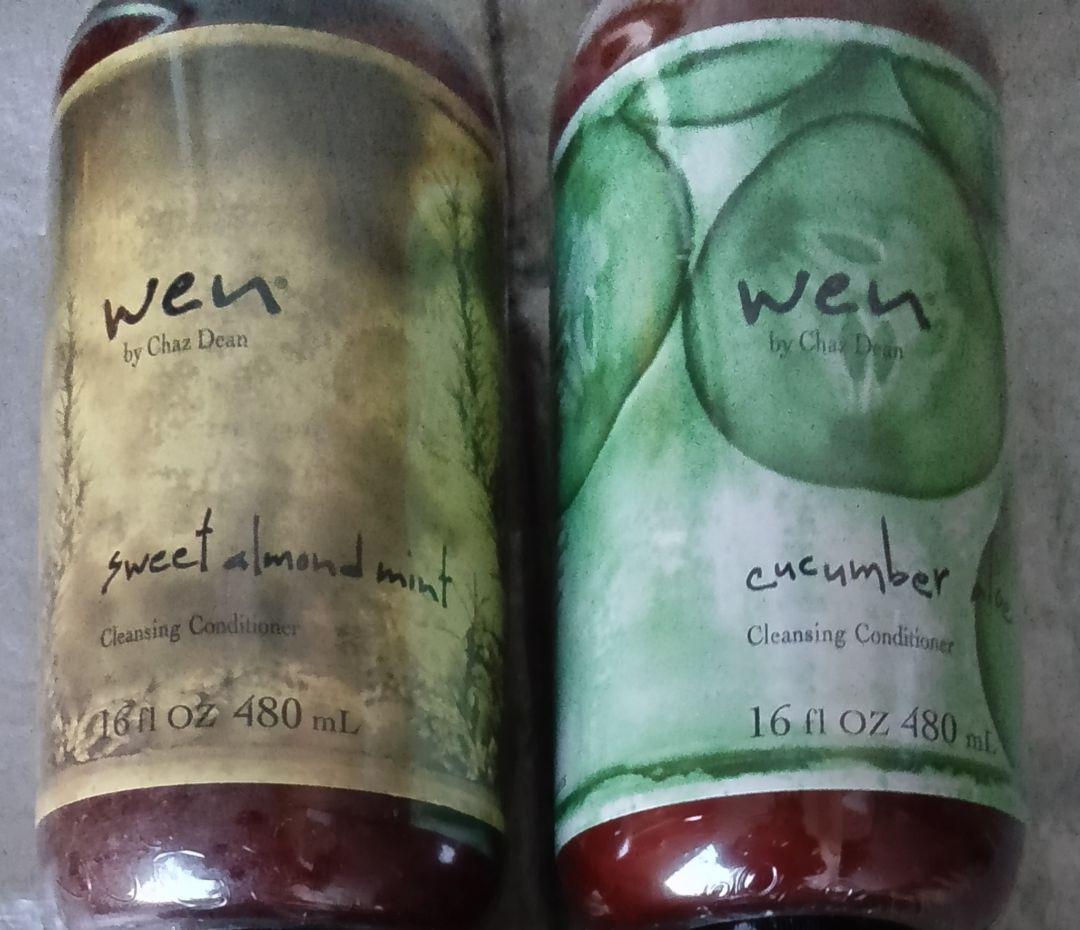 wen®
by Chaz Dean
sweet almond mint
Cleansing Conditioner
16 fl OZ 480 mL
wen
by Chaz Dean
cucumber aloe
Cleansing Conditioner
16 fl OZ 480 mL